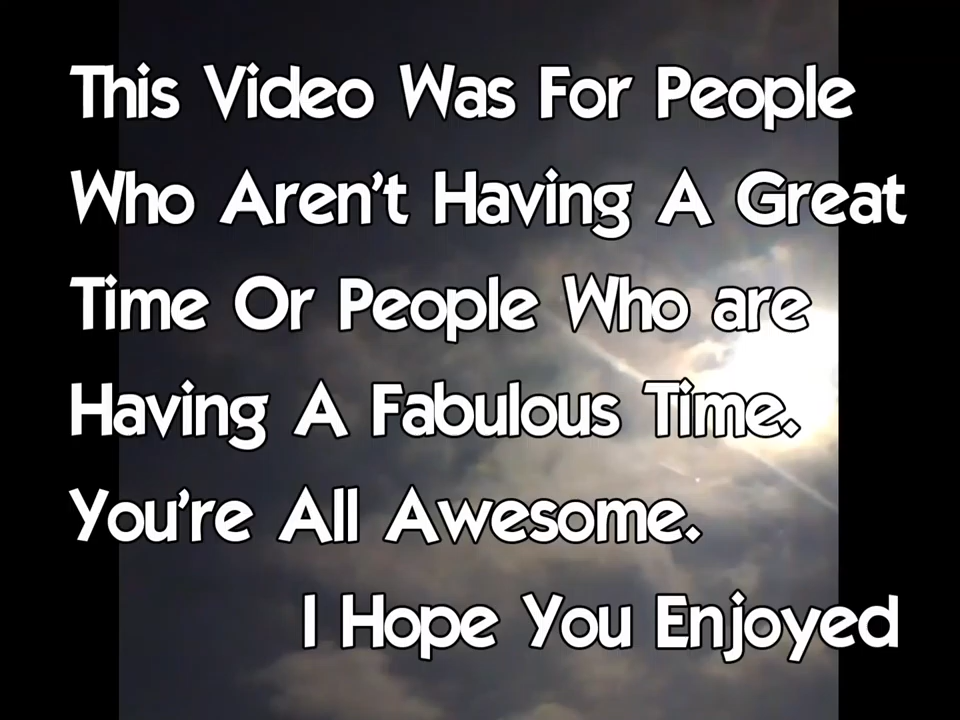 This Video Was For People
Who Aren't Having A Great
Time Or People Who are
Having A Fabulous Time.
You're All Awesome.
I Hope You Enjoyed